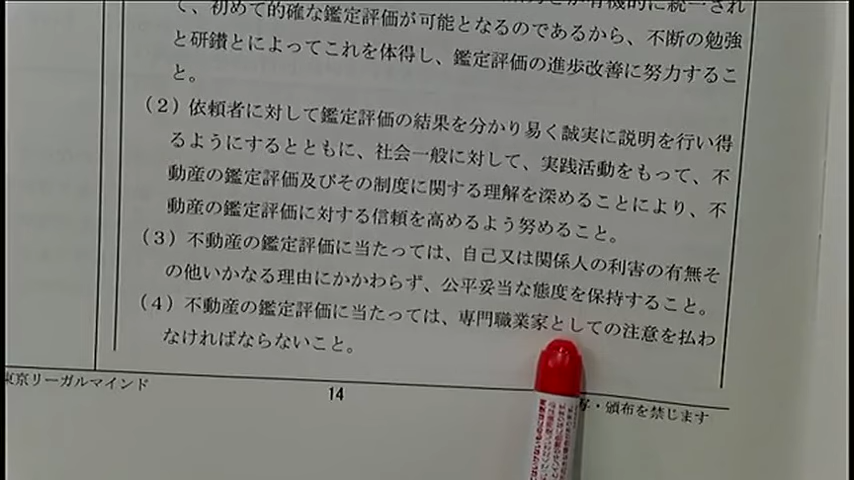 て、初めて的確な鑑定評価が可能となるのであるから、不断の勉強
と研鑽とによってこれを体得し、鑑定評価の進歩改善に努力するこ
と。
（2）依頼者に対して鑑定評価の結果を分かり易く誠実に説明を行い得
るようにするとともに、社会一般に対して、実践活動をもって、不
動産の鑑定評価及びその制度に関する理解を深めることにより、不
動産の鑑定評価に対する信頼を高めるよう努めること。
（3）不動産の鑑定評価に当たっては、自己又は関係人の利害の有無そ
の他いかなる理由にかかわらず、公平妥当な態度を保持すること。
（4）不動産の鑑定評価に当たっては、専門職業家としての注意を払わ
なければならないこと。
東京リーガルマインド
14
写・頒布を禁じます